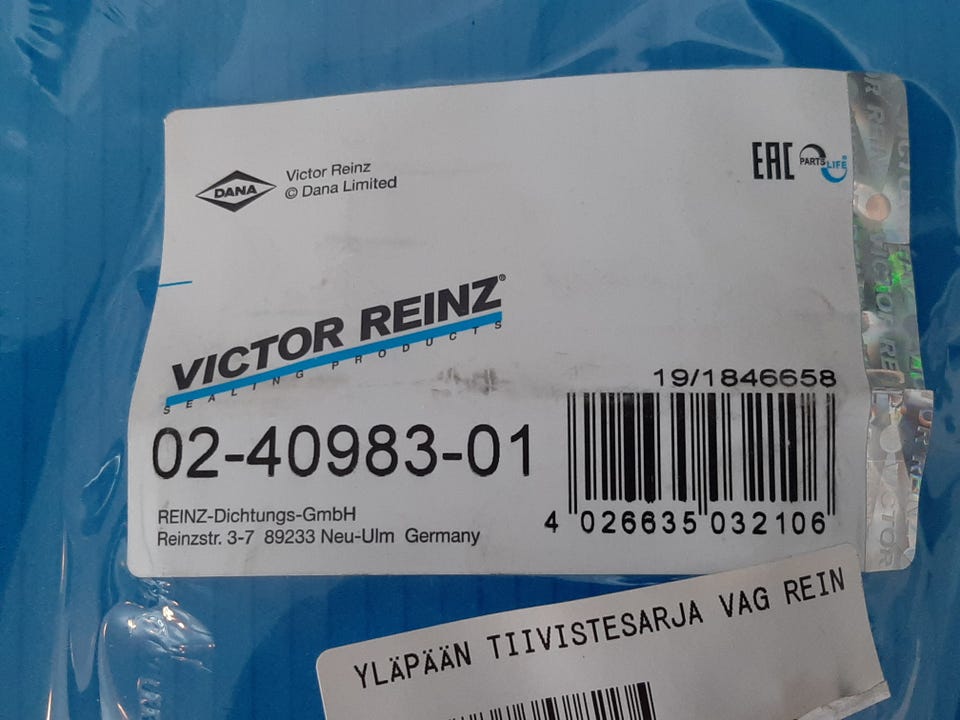 DANA
Victor Reinz
© Dana Limited
EAC
PARTS LIFE®
VICTOR REINZ®
SEALING PRODUCTS
19/1846658
02-40983-01
4 026635 032106
REINZ-Dichtungs-GmbH
Reinzstr. 3-7 89233 Neu-Ulm Germany
YLÄPÄÄN TIIVISTESARJA VAG REIN